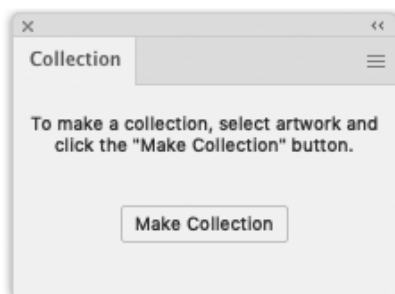 Collection
To make a collection, select artwork and
click the "Make Collection" button.
Make Collection